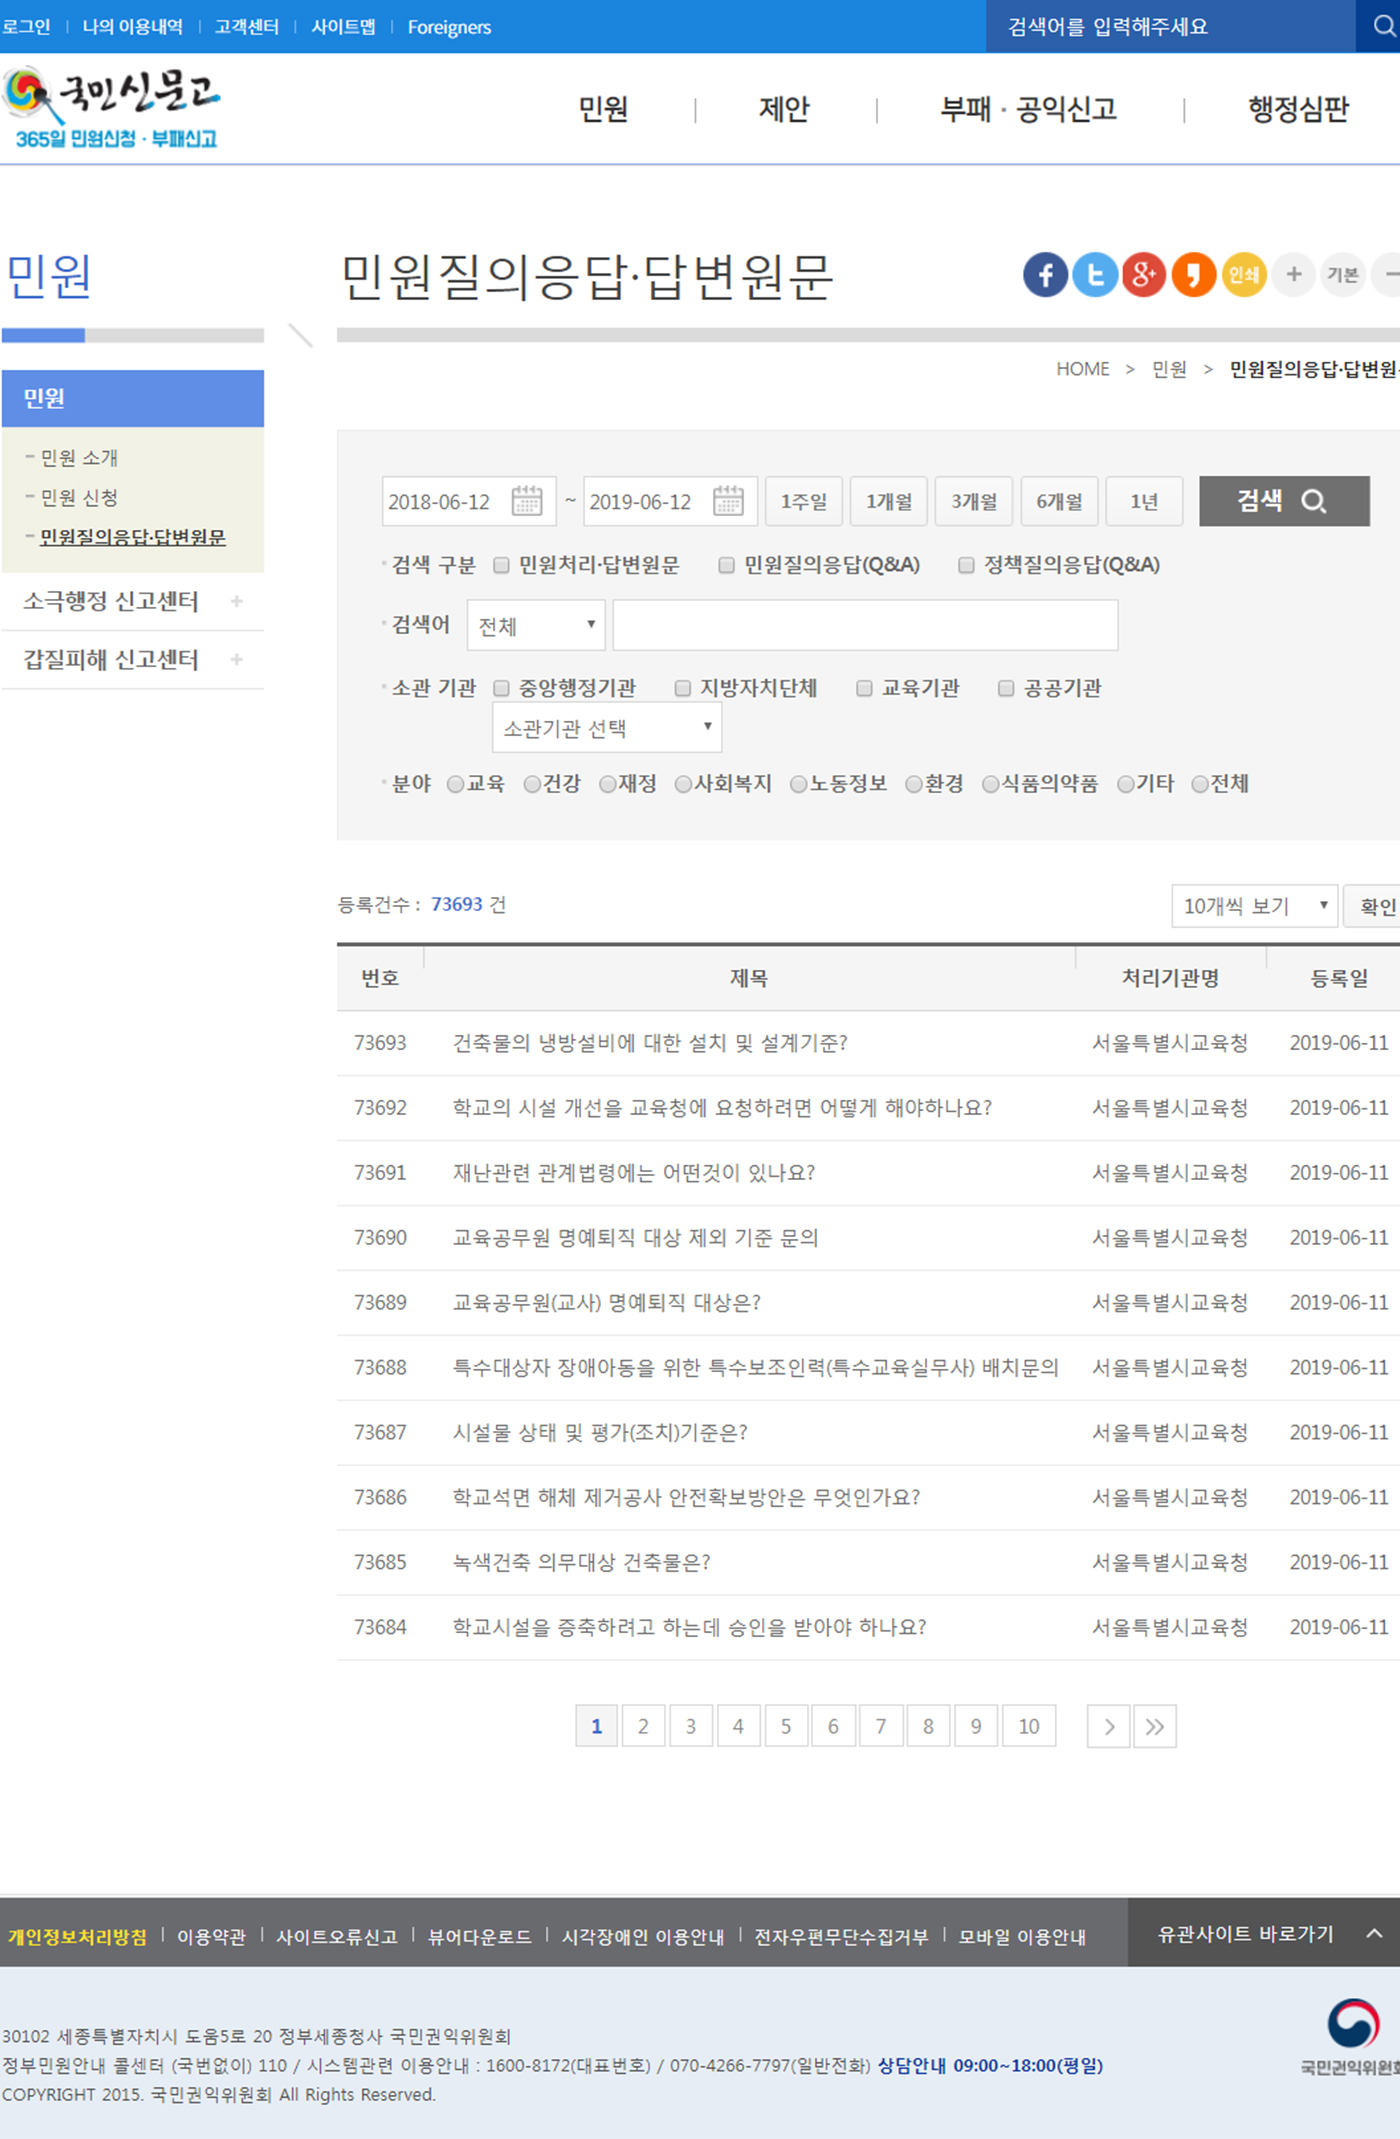 로그인 나의 이용내역 고객센터 사이트맵 Foreigners 검색어를 입력해주세요
국민신문고
365일 민원신청 · 부패신고
민원 제안 부패 · 공익신고 행정심판
민원
민원질의응답·답변원문
인쇄 + 기본
HOME > 민원 > 민원질의응답·답변원
민원
- 민원 소개
- 민원 신청
- 민원질의응답·답변원문
소극행정 신고센터 +
갑질피해 신고센터 +
2018-06-12 ~ 2019-06-12 1주일 1개월 3개월 6개월 1년 검색
검색 구분 민원처리·답변원문 민원질의응답(Q&A) 정책질의응답(Q&A)
검색어 전체
소관 기관 중앙행정기관 지방자치단체 교육기관 공공기관
소관기관 선택
분야 교육 건강 재정 사회복지 노동정보 환경 식품의약품 기타 전체
등록건수 : 73693 건 10개씩 보기 확인
번호 제목 처리기관명 등록일
73693 건축물의 냉방설비에 대한 설치 및 설계기준? 서울특별시교육청 2019-06-11
73692 학교의 시설 개선을 교육청에 요청하려면 어떻게 해야하나요? 서울특별시교육청 2019-06-11
73691 재난관련 관계법령에는 어떤것이 있나요? 서울특별시교육청 2019-06-11
73690 교육공무원 명예퇴직 대상 제외 기준 문의 서울특별시교육청 2019-06-11
73689 교육공무원(교사) 명예퇴직 대상은? 서울특별시교육청 2019-06-11
73688 특수대상자 장애아동을 위한 특수보조인력(특수교육실무사) 배치문의 서울특별시교육청 2019-06-11
73687 시설물 상태 및 평가(조치)기준은? 서울특별시교육청 2019-06-11
73686 학교석면 해체 제거공사 안전확보방안은 무엇인가요? 서울특별시교육청 2019-06-11
73685 녹색건축 의무대상 건축물은? 서울특별시교육청 2019-06-11
73684 학교시설을 증축하려고 하는데 승인을 받아야 하나요? 서울특별시교육청 2019-06-11
1 2 3 4 5 6 7 8 9 10
개인정보처리방침 이용약관 사이트오류신고 뷰어다운로드 시각장애인 이용안내 전자우편무단수집거부 모바일 이용안내 유관사이트 바로가기
30102 세종특별자치시 도움5로 20 정부세종청사 국민권익위원회
정부민원안내 콜센터 (국번없이) 110 / 시스템관련 이용안내 : 1600-8172(대표번호) / 070-4266-7797(일반전화) 상담안내 09:00~18:00(평일)
COPYRIGHT 2015. 국민권익위원회 All Rights Reserved.
국민권익위원회